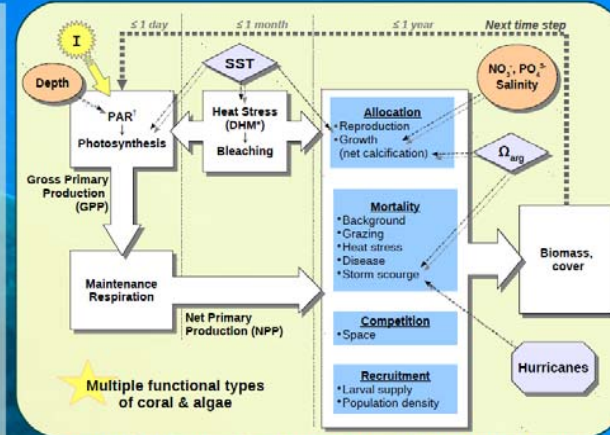 ≤ 1 day
≤ 1 month
≤ 1 year
Next time step
I
Depth
SST
NO₃⁻, PO₄³⁻
Salinity
PAR†
Photosynthesis
Heat Stress
(DHM*)
Bleaching
Allocation
•Reproduction
•Growth
(net calcification)
Ωarg
Gross Primary
Production
(GPP)
Mortality
•Background
•Grazing
•Heat stress
•Disease
•Storm scourge
Biomass,
cover
Maintenance
Respiration
Net Primary
Production (NPP)
Competition
•Space
Hurricanes
Multiple functional types
of coral & algae
Recruitment
•Larval supply
•Population density